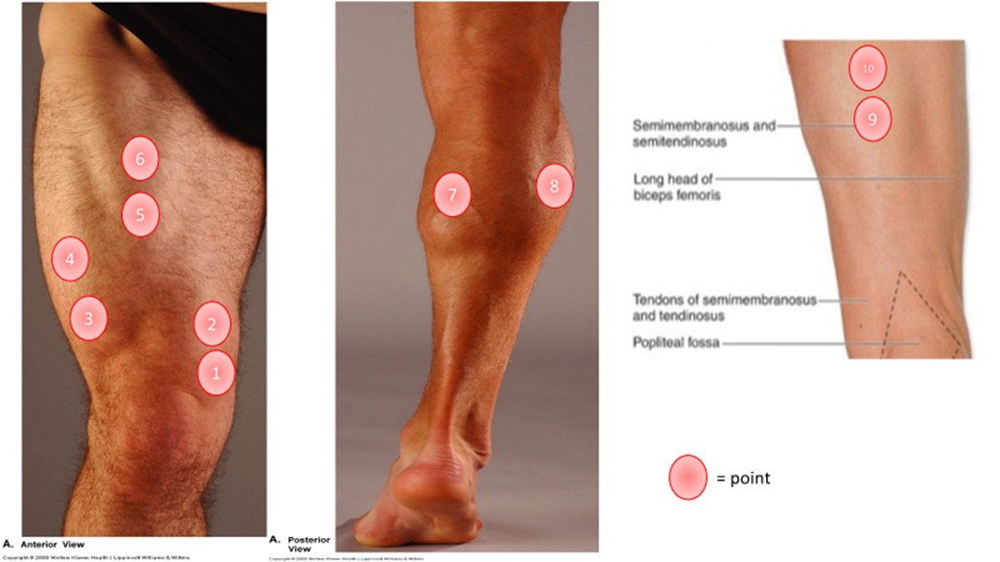 6
5
4
3
2
1
A. Anterior View
Copyright © 2009 Wolters Kluwer Health | Lippincott Williams & Wilkins
7
8
A. Posterior
View
Copyright © 2009 Wolters Kluwer Health | Lippincott Williams & Wilkins
10
9
Semimembranosus and
semitendinosus
Long head of
biceps femoris
Tendons of semimembranosus
and tendinosus
Popliteal fossa
= point